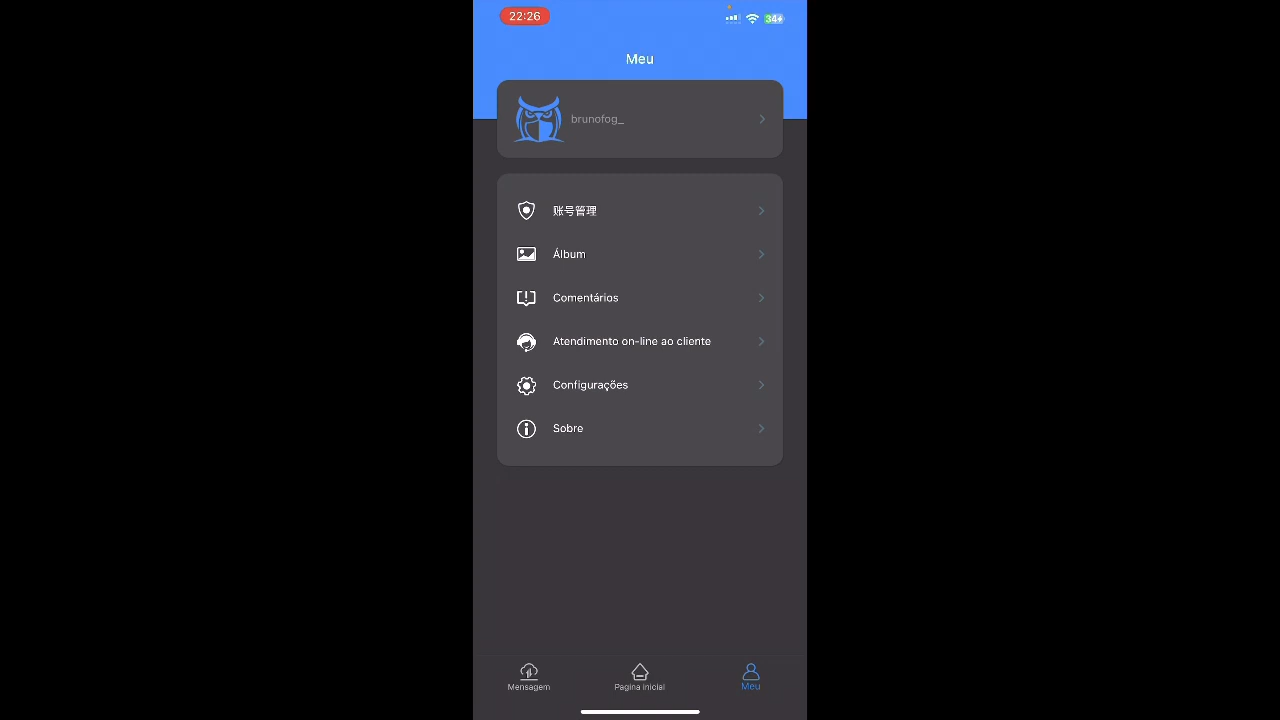 22:26
34
Meu
brunofog_
账号管理
Álbum
Comentários
Atendimento on-line ao cliente
Configurações
Sobre
Mensagem
Pagina inicial
Meu